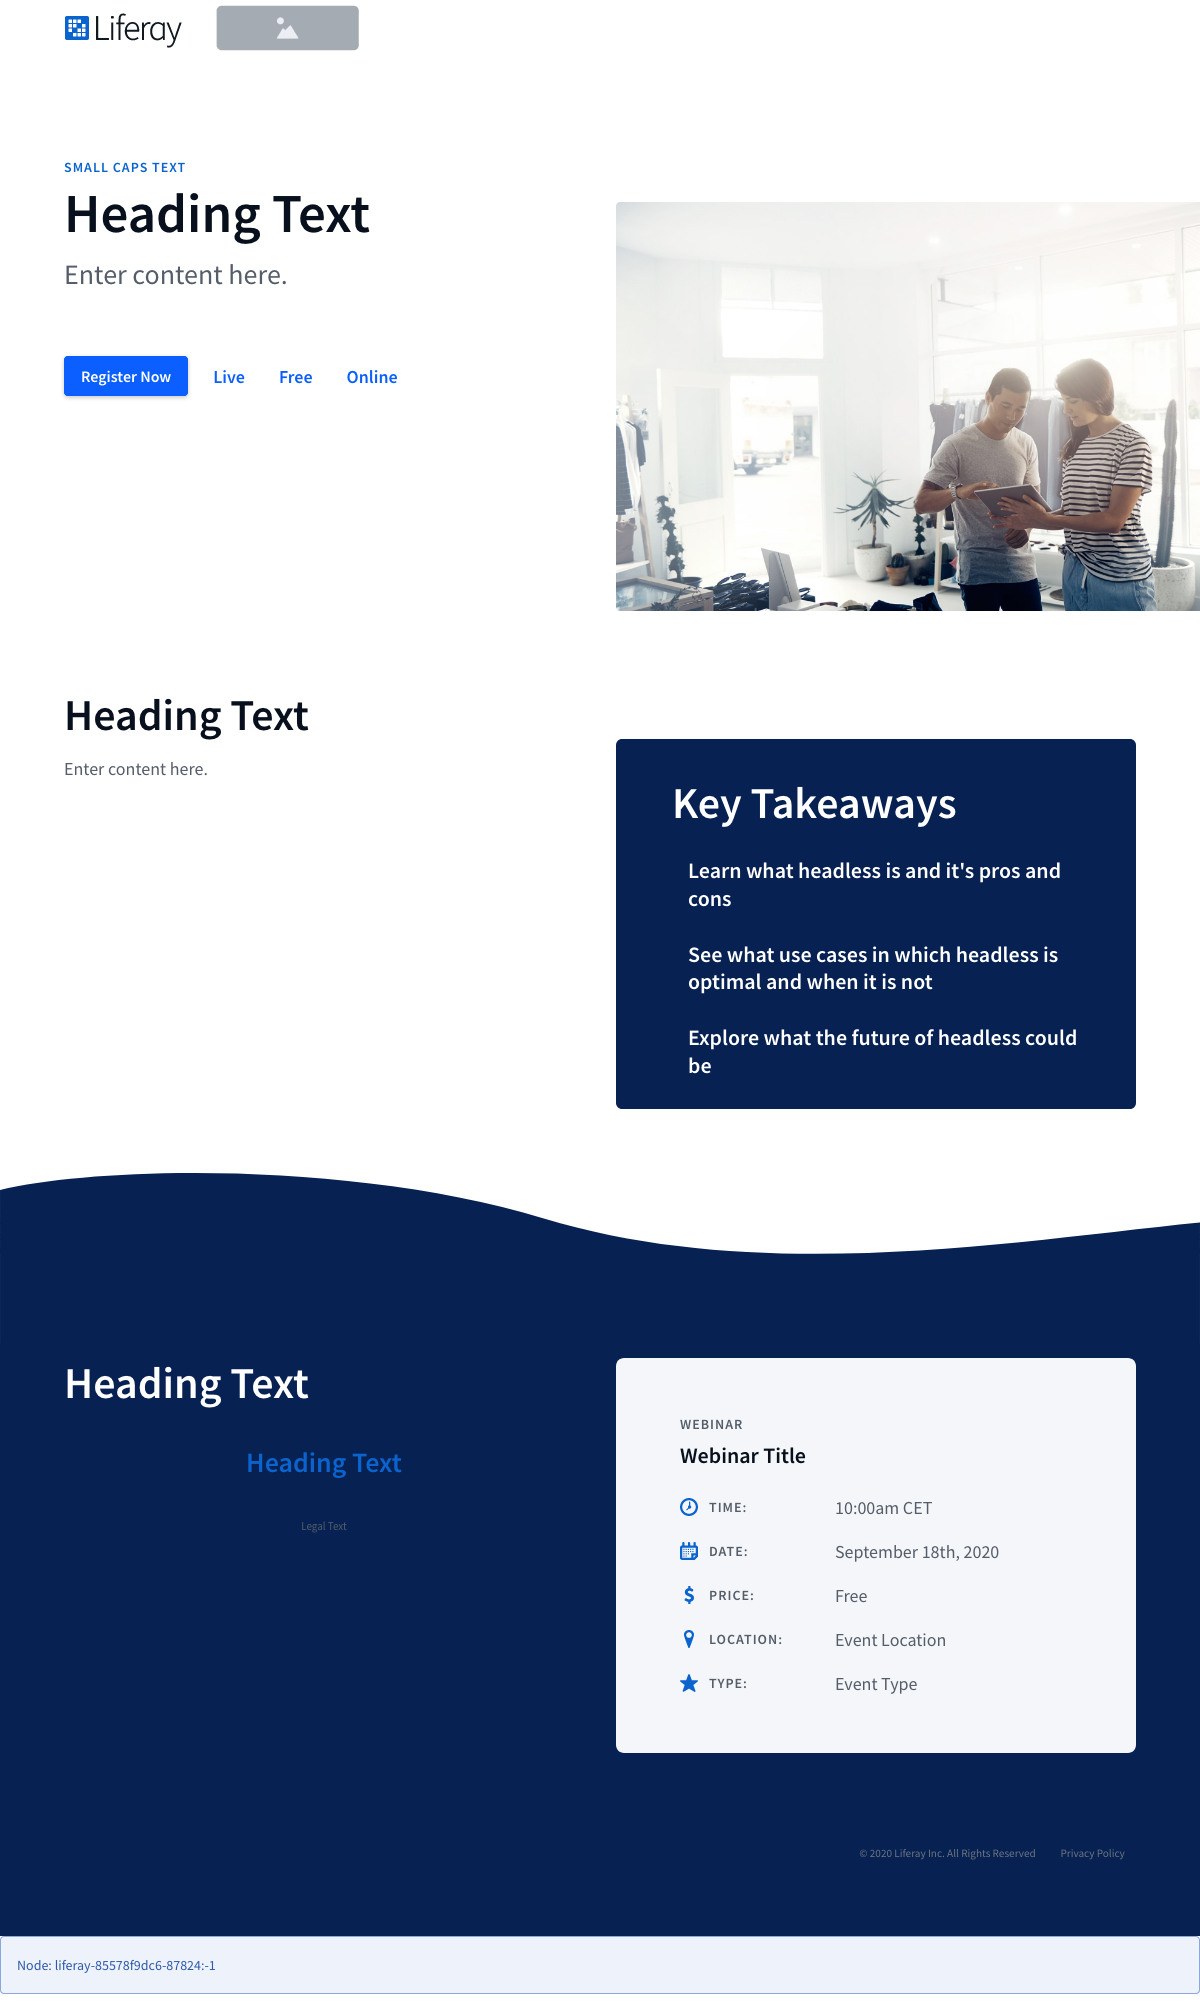 Liferay
SMALL CAPS TEXT
Heading Text
Enter content here.
Register Now
Live
Free
Online
Heading Text
Enter content here.
Key Takeaways
Learn what headless is and it's pros and
cons
See what use cases in which headless is
optimal and when it is not
Explore what the future of headless could
be
Heading Text
Heading Text
Legal Text
WEBINAR
Webinar Title
TIME: 10:00am CET
DATE: September 18th, 2020
PRICE: Free
LOCATION: Event Location
TYPE: Event Type
© 2020 Liferay Inc. All Rights Reserved Privacy Policy
Node: liferay-85578f9dc6-87824:-1